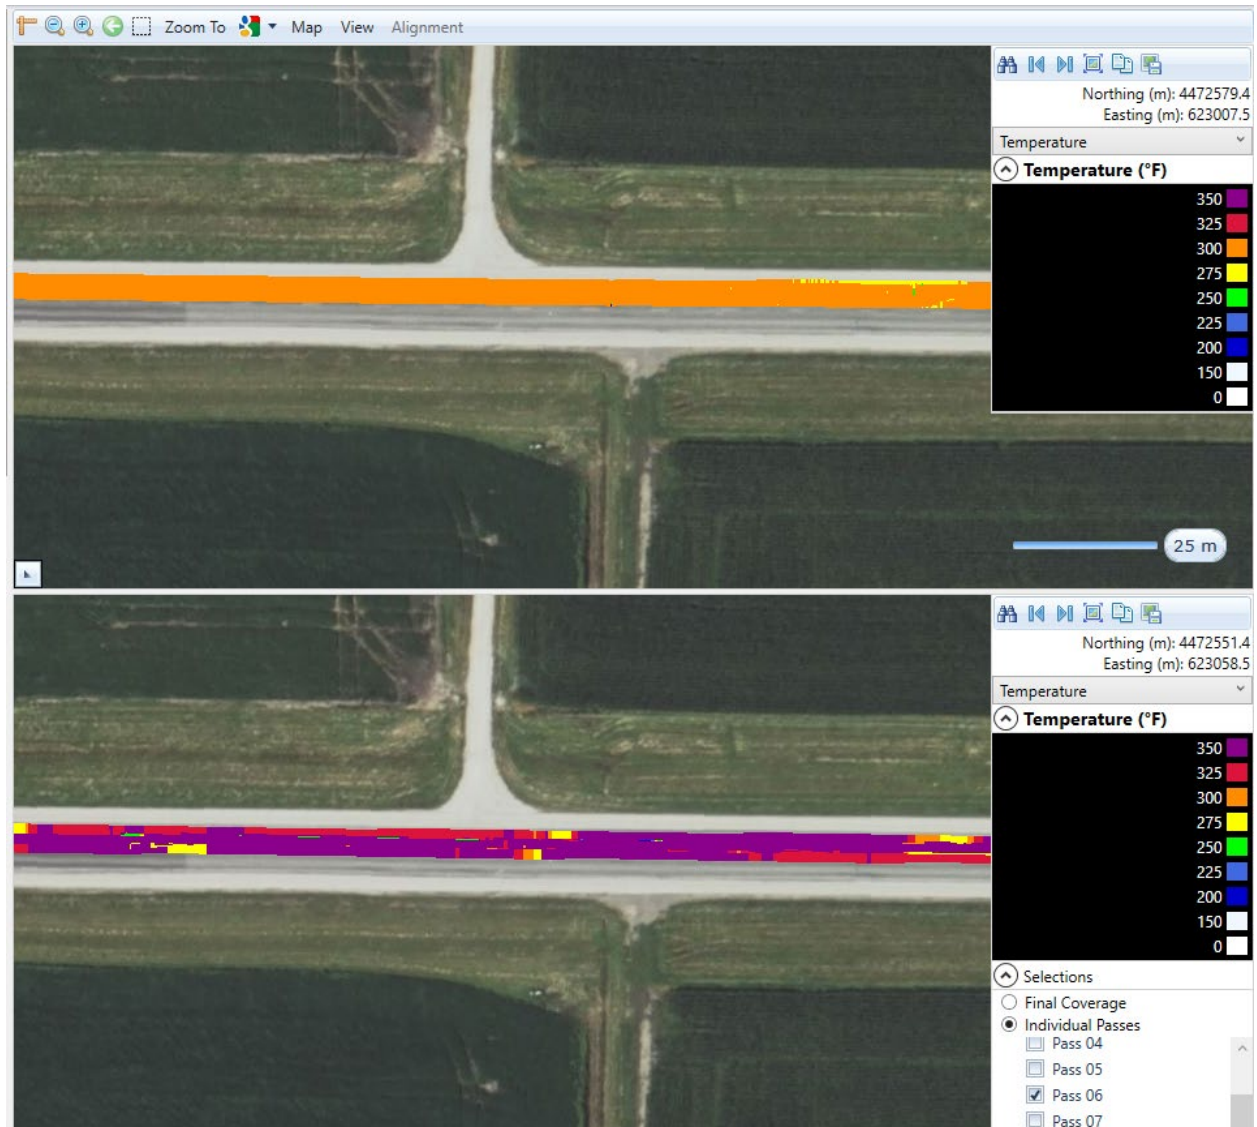 Zoom To Map View Alignment
Northing (m): 4472579.4
Easting (m): 623007.5
Temperature
Temperature (°F)
350
325
300
275
250
225
200
150
0
25 m
Northing (m): 4472551.4
Easting (m): 623058.5
Temperature
Temperature (°F)
350
325
300
275
250
225
200
150
0
Selections
Final Coverage
Individual Passes
Pass 04
Pass 05
Pass 06
Pass 07